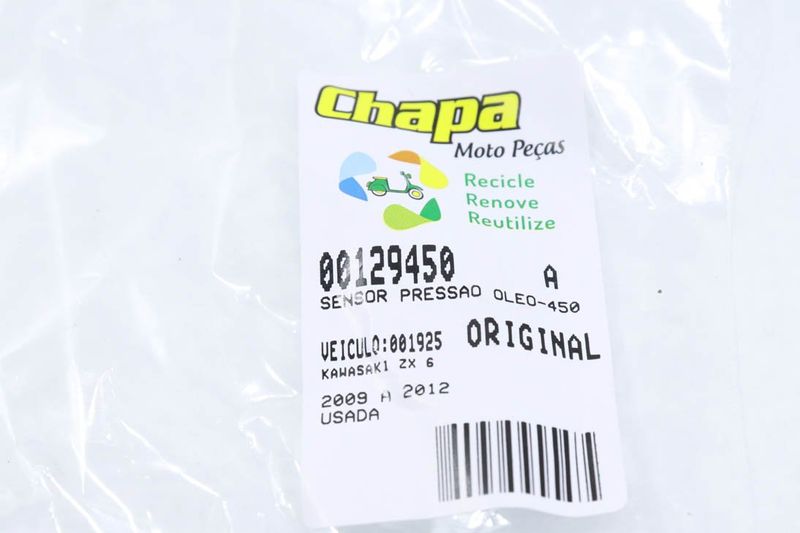 Chapa
Moto Peças
Recicle
Renove
Reutilize
00129450 A
SENSOR PRESSAO OLEO-450
VEICULO:001925 ORIGINAL
KAWASAKI ZX 6
2009 A 2012
USADA